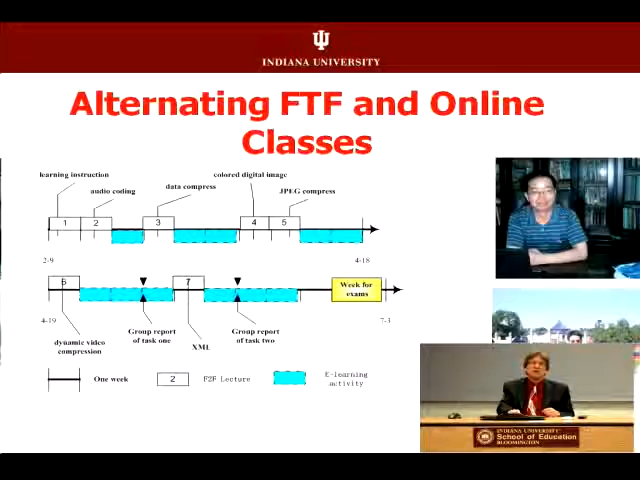 INDIANA UNIVERSITY
Alternating FTF and Online
Classes
learning instruction
audio coding
data compress
colored digital image
JPEG compress
1
2
3
4
5
2-9
4-18
6
7
Week for
exams
4-19
7-3
dynamic video
compression
Group report
of task one
XML
Group report
of task two
One week
2
F2F Lecture
E-learning
activity
INDIANA UNIVERSITY
School of Education
BLOOMINGTON